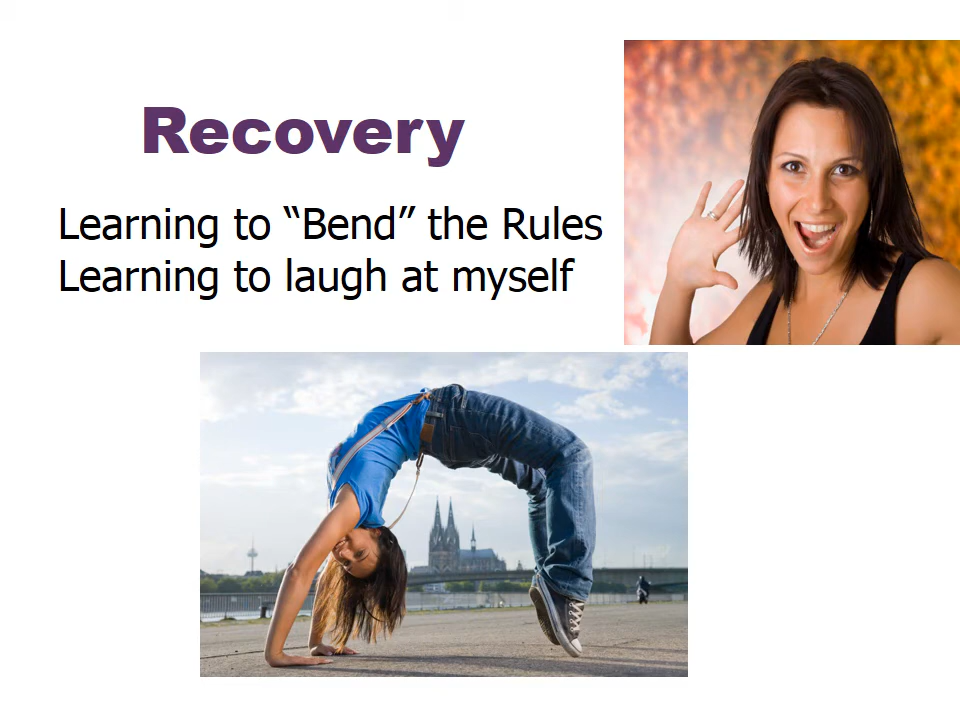 Recovery
Learning to “Bend” the Rules
Learning to laugh at myself